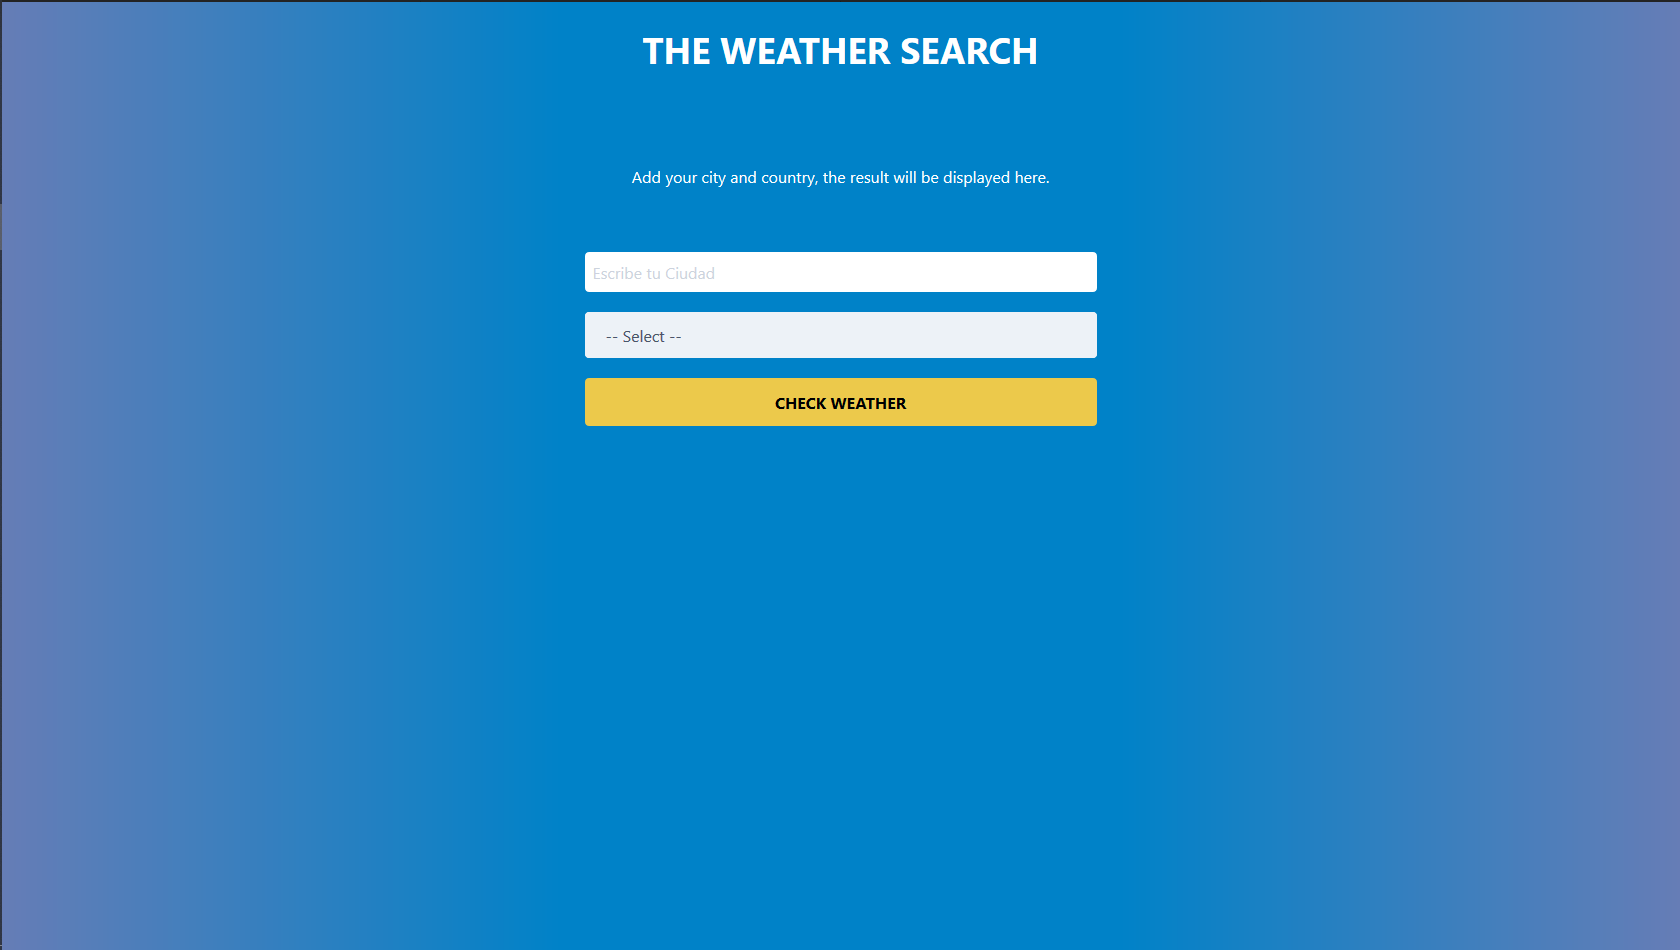 THE WEATHER SEARCH
Add your city and country, the result will be displayed here.
Escribe tu Ciudad
-- Select --
CHECK WEATHER